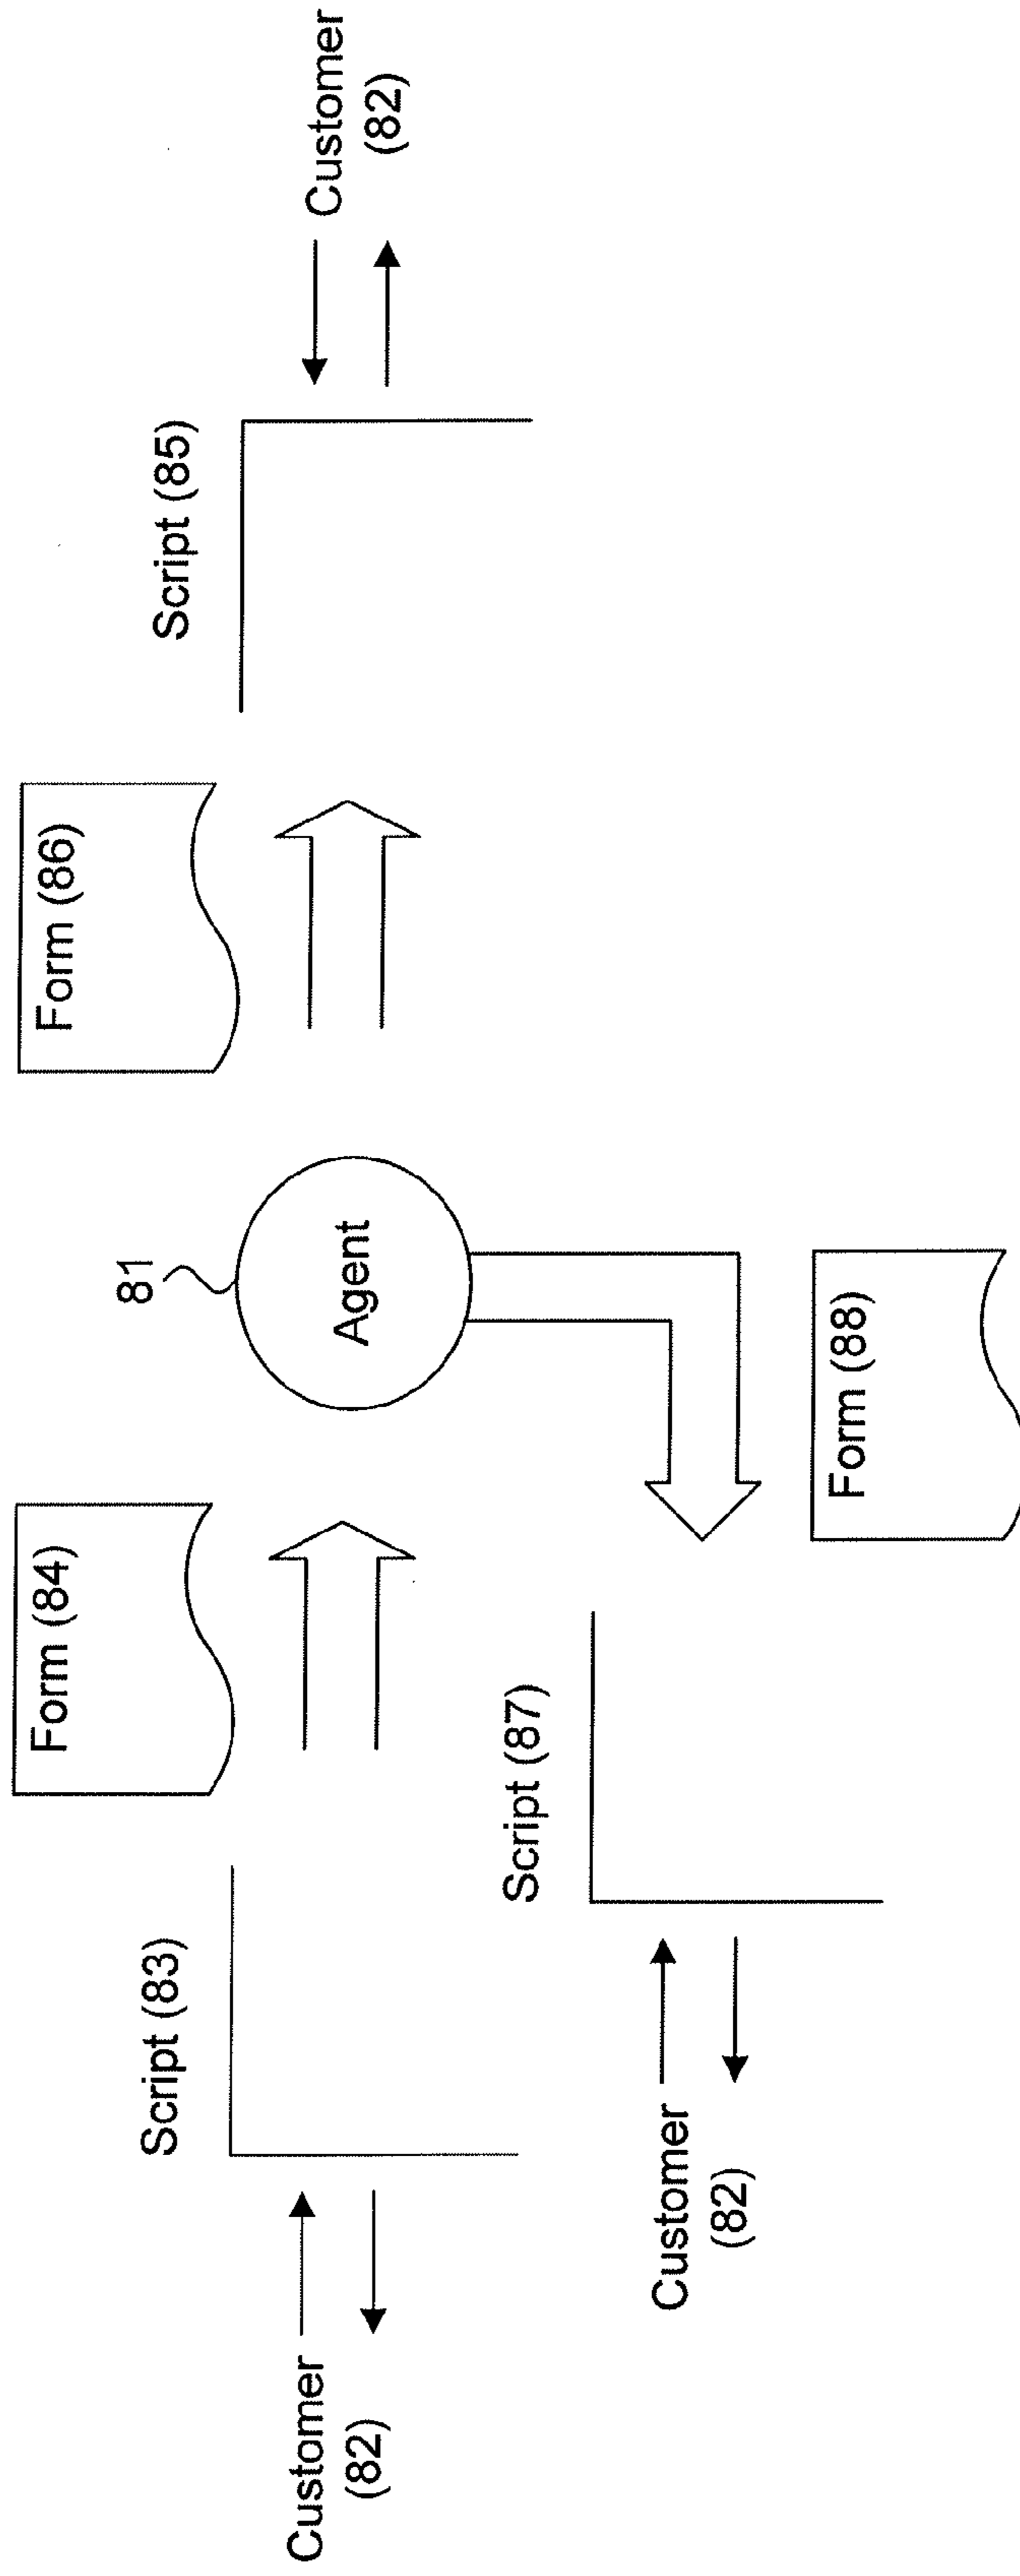 Customer
(82)
Script (83)
Form (84)
81
Agent
Form (86)
Script (85)
Customer
(82)
Customer
(82)
Script (87)
Form (88)